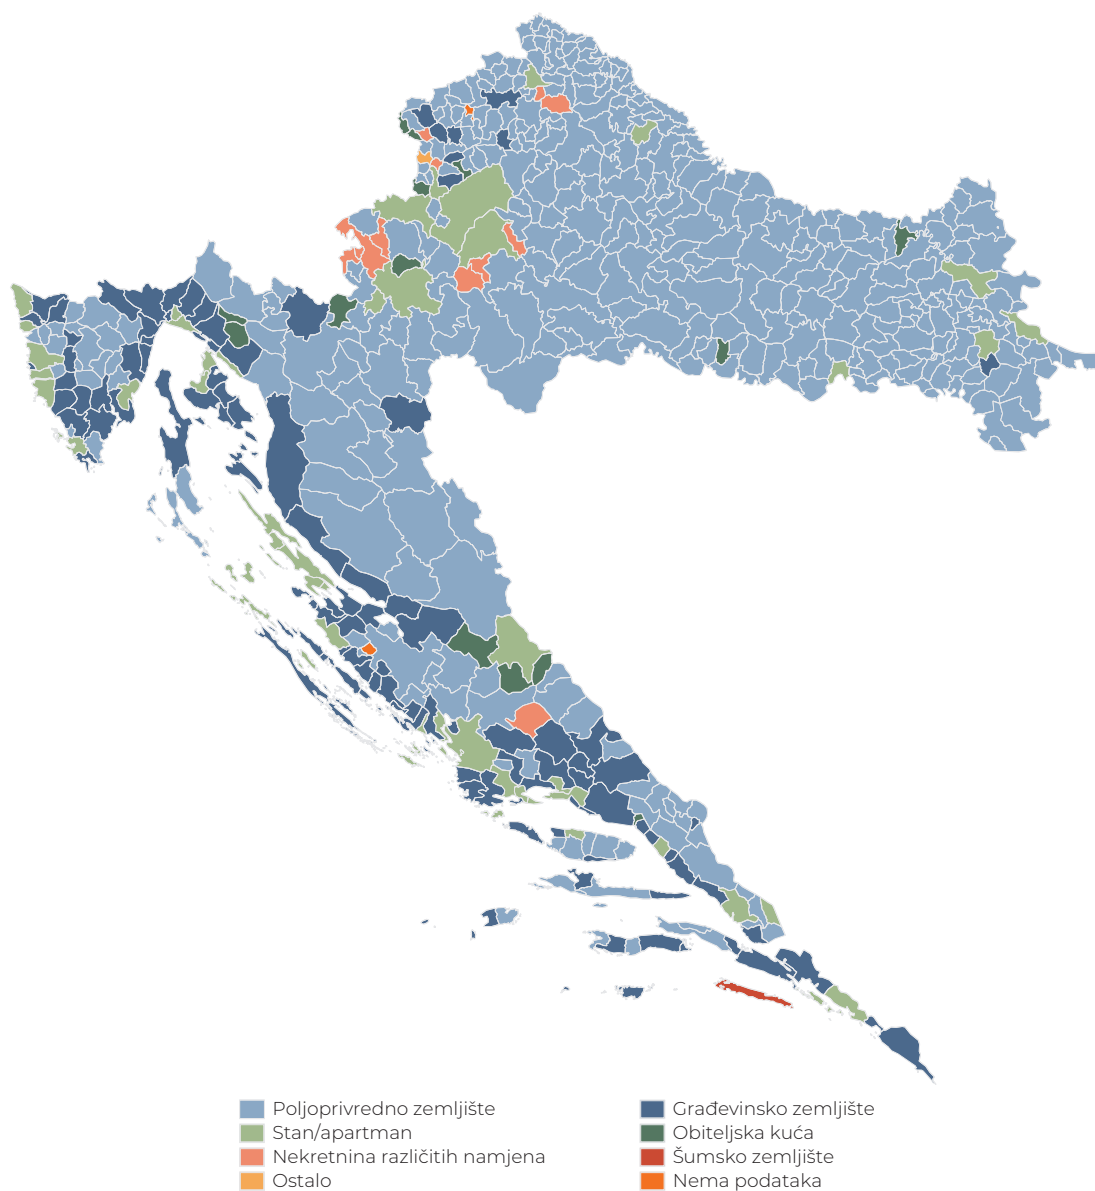 Poljoprivredno zemljište
Stan/apartman
Nekretnina različitih namjena
Ostalo
Građevinsko zemljište
Obiteljska kuća
Šumsko zemljište
Nema podataka